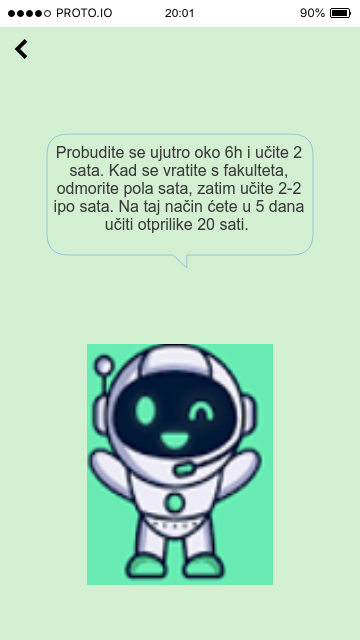 PROTO.IO 20:01 90%
Probudite se ujutro oko 6h i učite 2
sata. Kad se vratite s fakulteta,
odmorite pola sata, zatim učite 2-2
ipo sata. Na taj način ćete u 5 dana
učiti otprilike 20 sati.